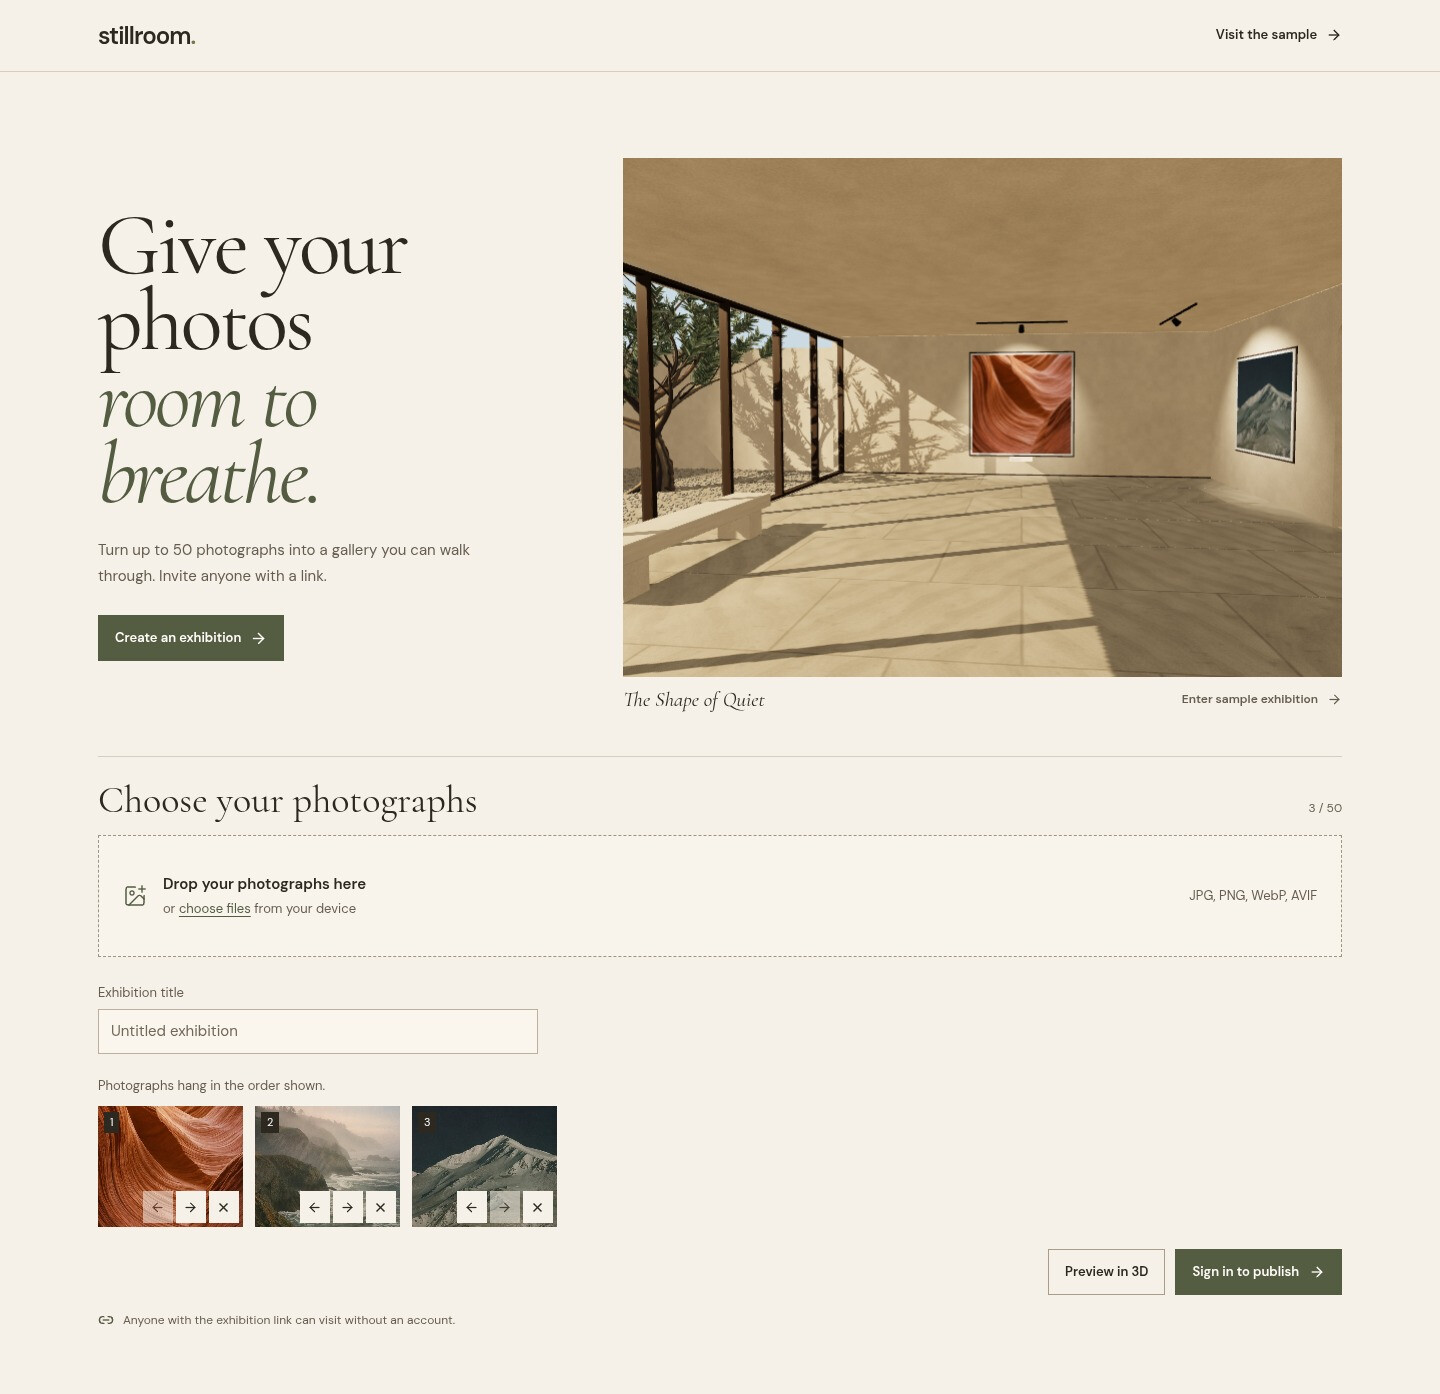 stillroom.
Visit the sample
Give your
photos
room to
breathe.
Turn up to 50 photographs into a gallery you can walk
through. Invite anyone with a link.
Create an exhibition
The Shape of Quiet
Enter sample exhibition
Choose your photographs
3 / 50
Drop your photographs here
or choose files from your device
JPG, PNG, WebP, AVIF
Exhibition title
Untitled exhibition
Photographs hang in the order shown.
1
2
3
Preview in 3D
Sign in to publish
Anyone with the exhibition link can visit without an account.